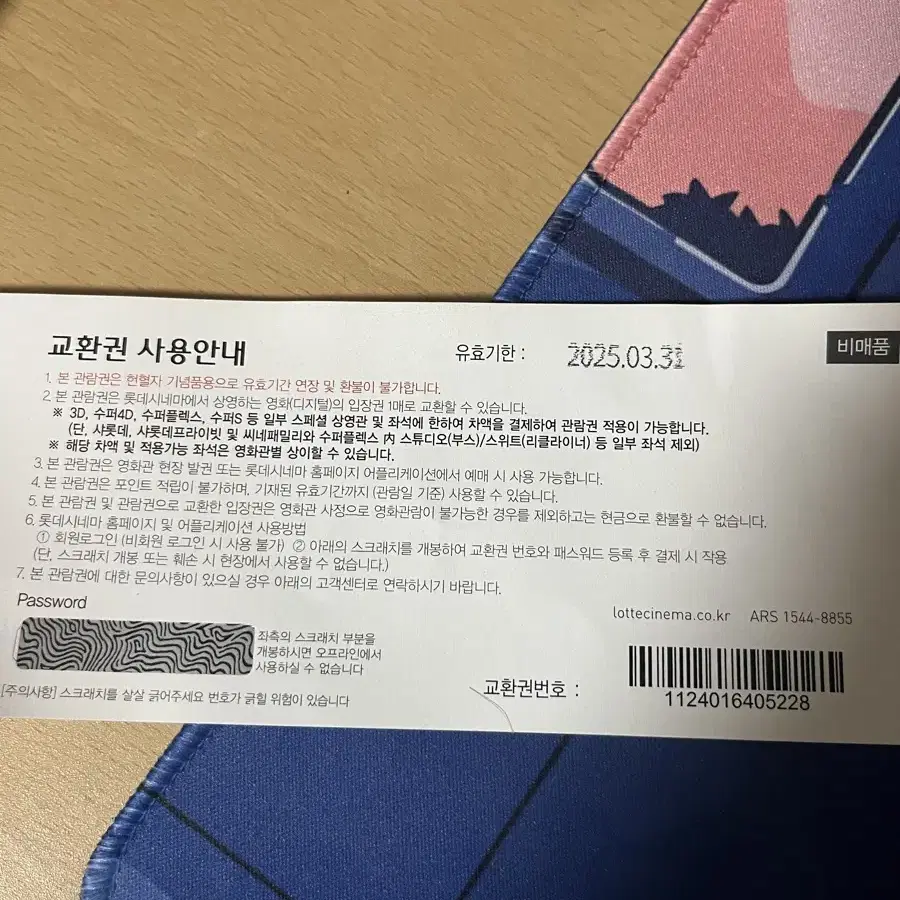 교환권 사용안내
유효기한 : 2025.03.31
비매품
1. 본 관람권은 헌혈자 기념품용으로 유효기간 연장 및 환불이 불가합니다.
2. 본 관람권은 롯데시네마에서 상영하는 영화(디지털)의 입장권 1매로 교환할 수 있습니다.
※ 3D, 수퍼4D, 수퍼플렉스, 수퍼S 등 일부 스페셜 상영관 및 좌석에 한하여 차액을 결제하여 관람권 적용이 가능합니다.
(단, 샤롯데, 샤롯데프라이빗 및 씨네패밀리와 수퍼플렉스 內 스튜디오(부스)/스위트(리클라이너) 등 일부 좌석 제외)
※ 해당 차액 및 적용가능 좌석은 영화관별 상이할 수 있습니다.
3. 본 관람권은 영화관 현장 발권 또는 롯데시네마 홈페이지 어플리케이션에서 예매 시 사용 가능합니다.
4. 본 관람권은 포인트 적립이 불가하며, 기재된 유효기간까지 (관람일 기준) 사용할 수 있습니다.
5. 본 관람권 및 관람권으로 교환한 입장권은 영화관 사정으로 영화관람이 불가능한 경우를 제외하고는 현금으로 환불할 수 없습니다.
6. 롯데시네마 홈페이지 및 어플리케이션 사용방법
① 회원로그인 (비회원 로그인 시 사용 불가) ② 아래의 스크래치를 개봉하여 교환권 번호와 패스워드 등록 후 결제 시 작용
(단, 스크래치 개봉 또는 훼손 시 현장에서 사용할 수 없습니다.)
7. 본 관람권에 대한 문의사항이 있으실 경우 아래의 고객센터로 연락하시기 바랍니다.
Password
lottecinema.co.kr ARS 1544-8855
좌측의 스크래치 부분을
개봉하시면 오프라인에서
사용하실 수 없습니다
[주의사항] 스크래치를 살살 긁어주세요 번호가 긁힐 위험이 있습니다
교환권번호 :
1124016405228